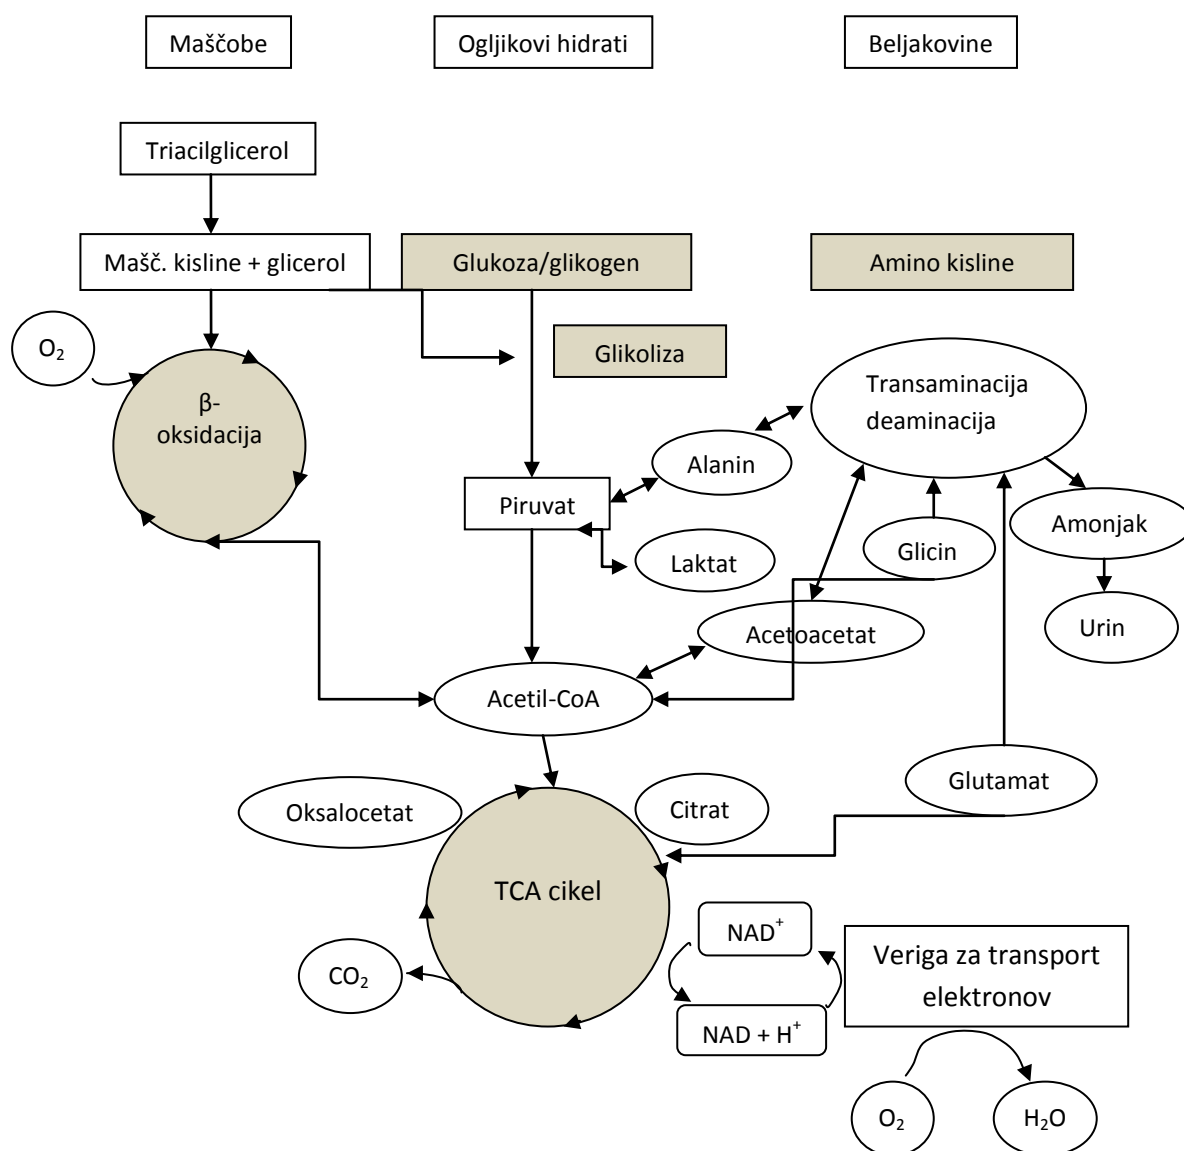 Maščobe
Ogljikovi hidrati
Beljakovine
Triacilglicerol
Mašč. kisline + glicerol
Glukoza/glikogen
Amino kisline
O₂
Glikoliza
β-
oksidacija
Transaminacija
deaminacija
Alanin
Piruvat
Amonjak
Glicin
Laktat
Urin
Acetoacetat
Acetil-CoA
Glutamat
Oksalocetat
Citrat
TCA cikel
NAD⁺
Veriga za transport
elektronov
CO₂
NAD + H⁺
O₂
H₂O